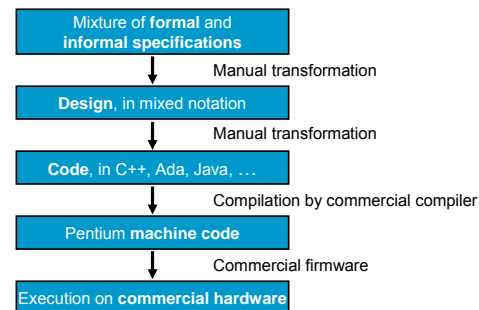 Mixture of formal and
informal specifications
Manual transformation
Design, in mixed notation
Manual transformation
Code, in C++, Ada, Java, …
Compilation by commercial compiler
Pentium machine code
Commercial firmware
Execution on commercial hardware